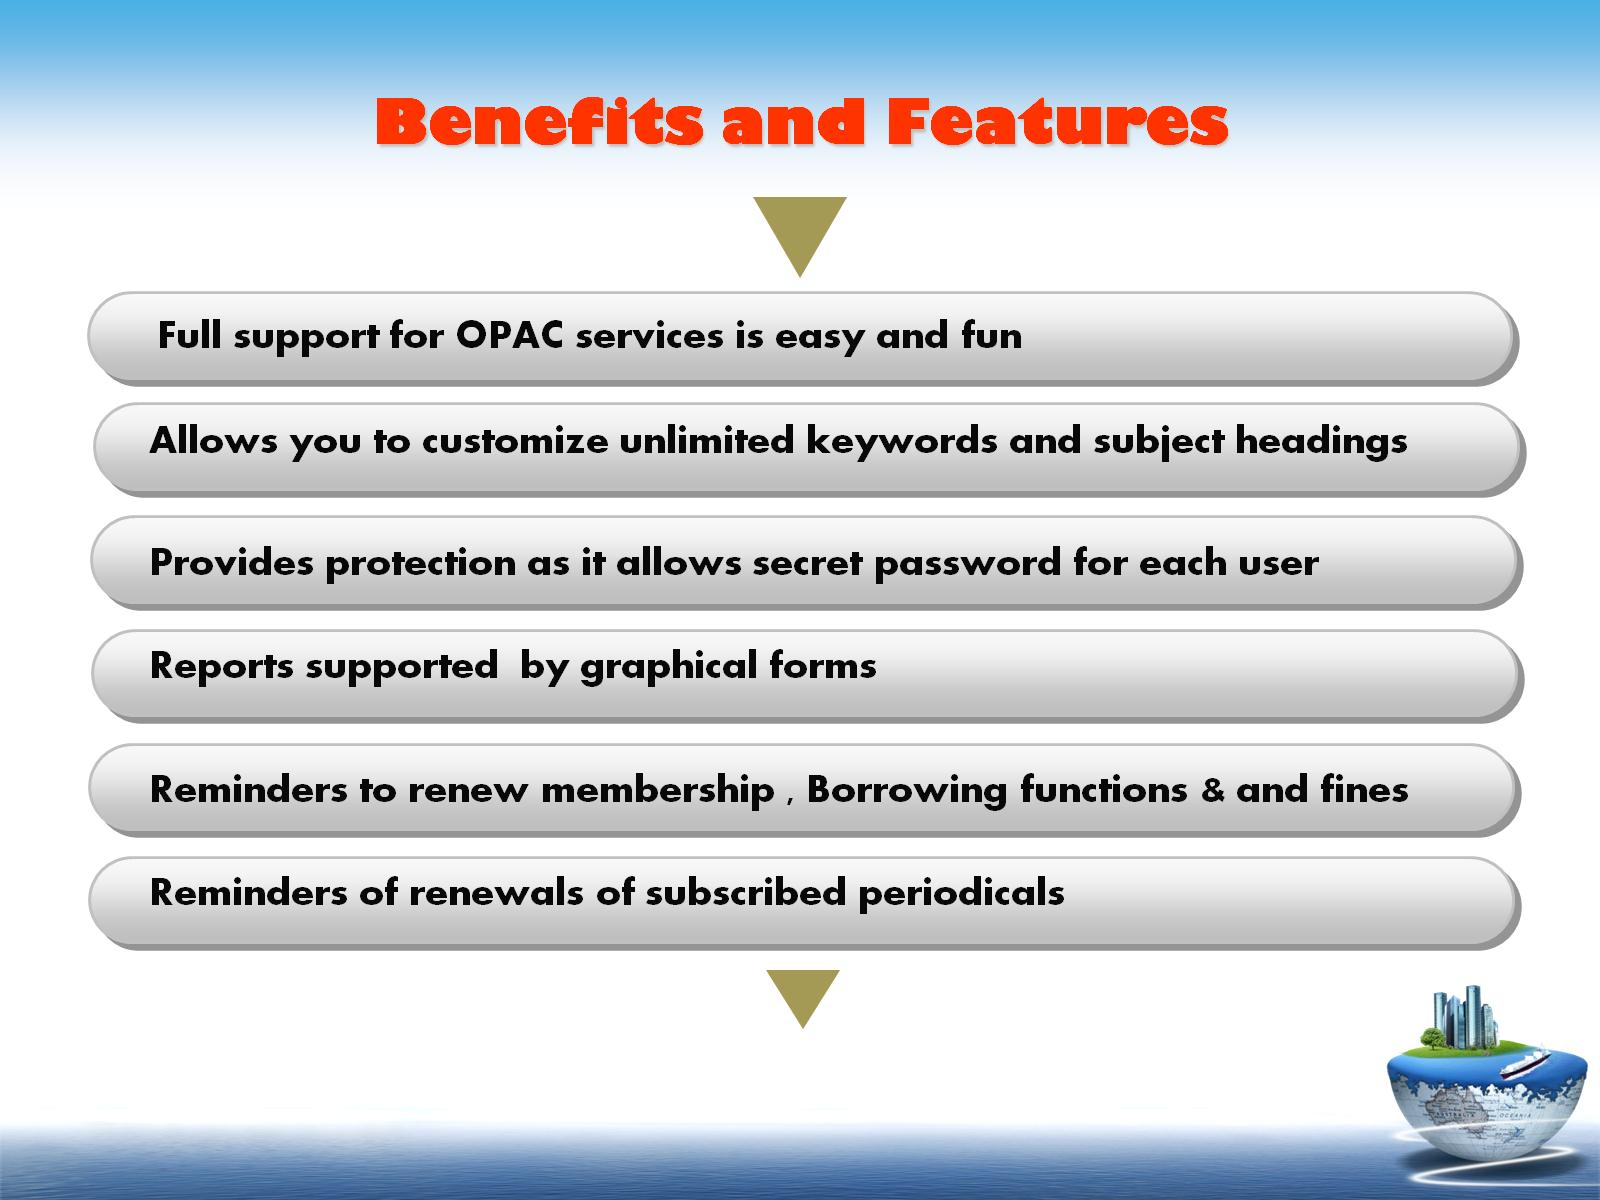 Benefits and Features
Full support for OPAC services is easy and fun
Allows you to customize unlimited keywords and subject headings
Provides protection as it allows secret password for each user
Reports supported  by graphical forms
Reminders to renew membership , Borrowing functions & and fines
Reminders of renewals of subscribed periodicals
AUSTRALIA
OCEANIA